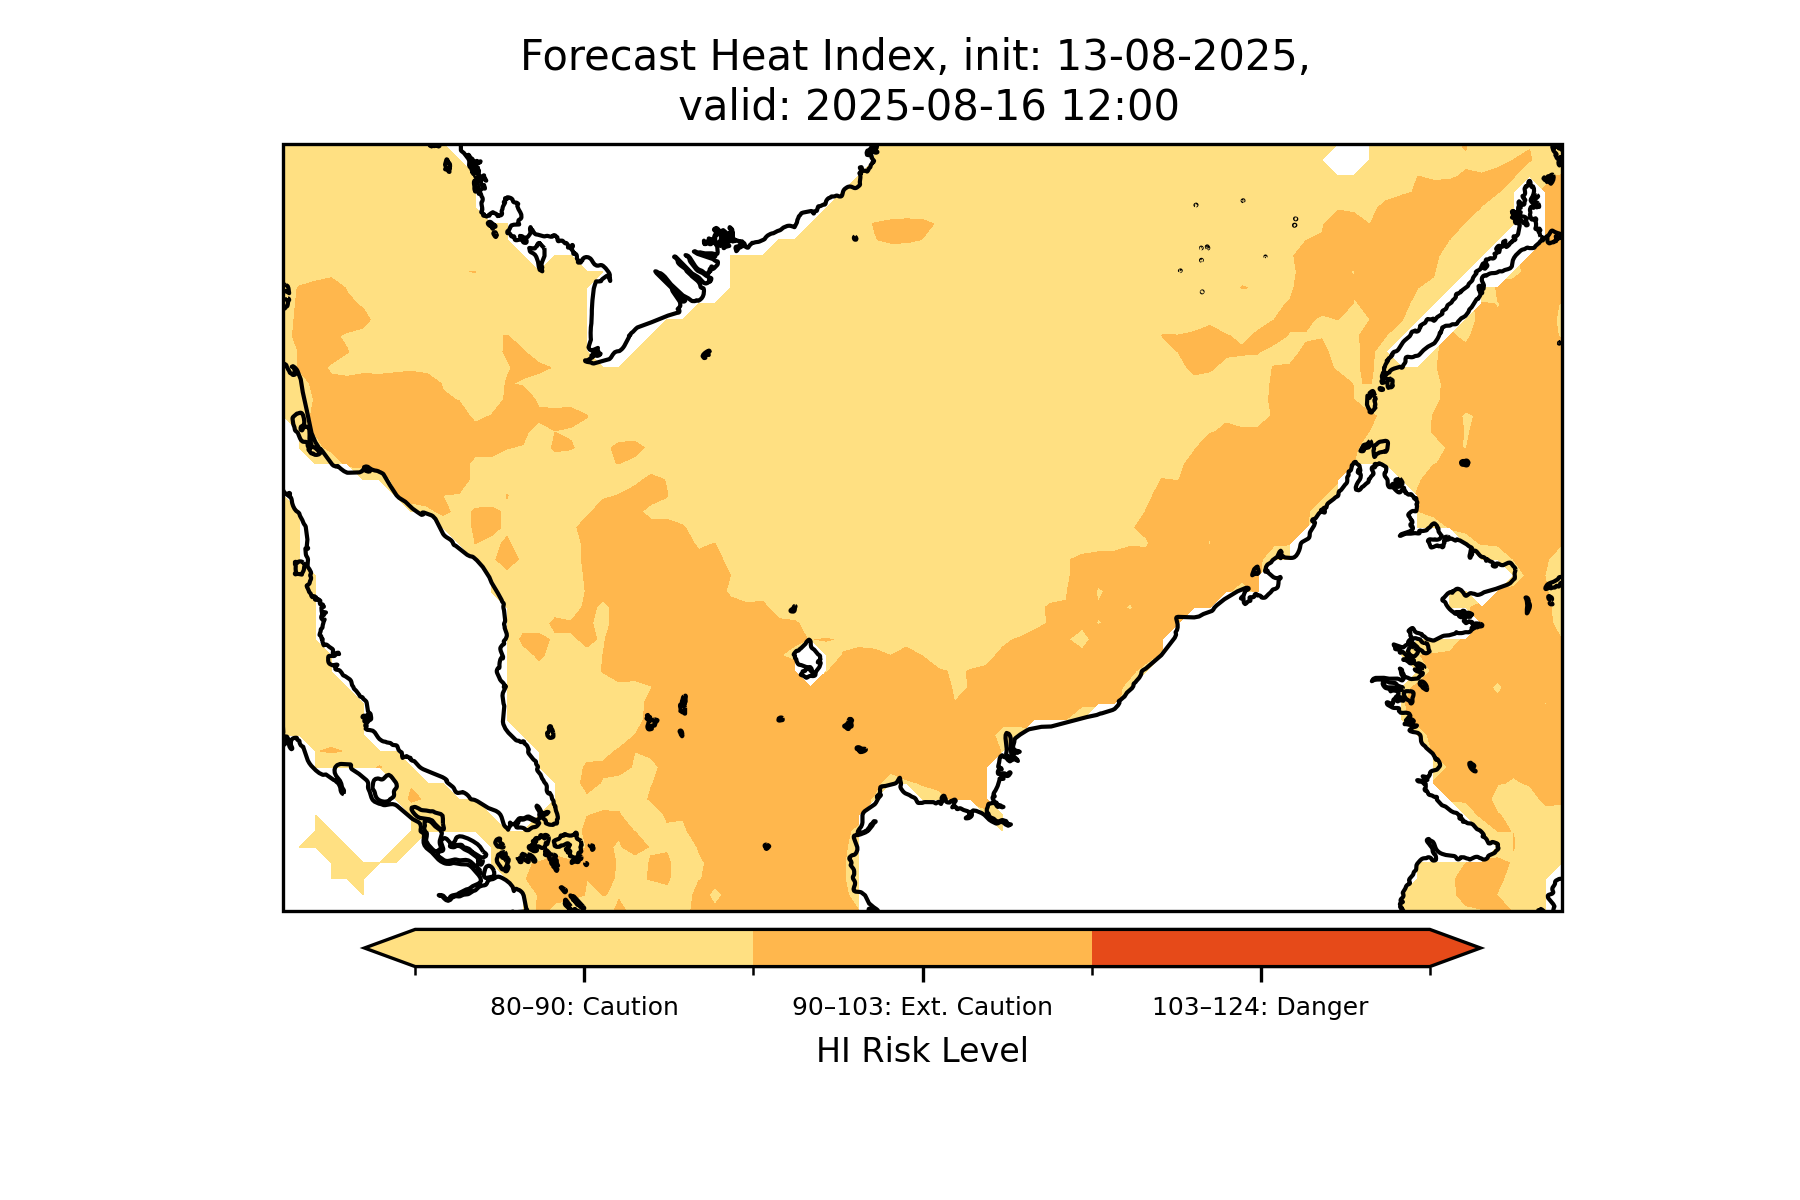 Forecast Heat Index, init: 13-08-2025,
valid: 2025-08-16 12:00
80–90: Caution
90–103: Ext. Caution
103–124: Danger
HI Risk Level